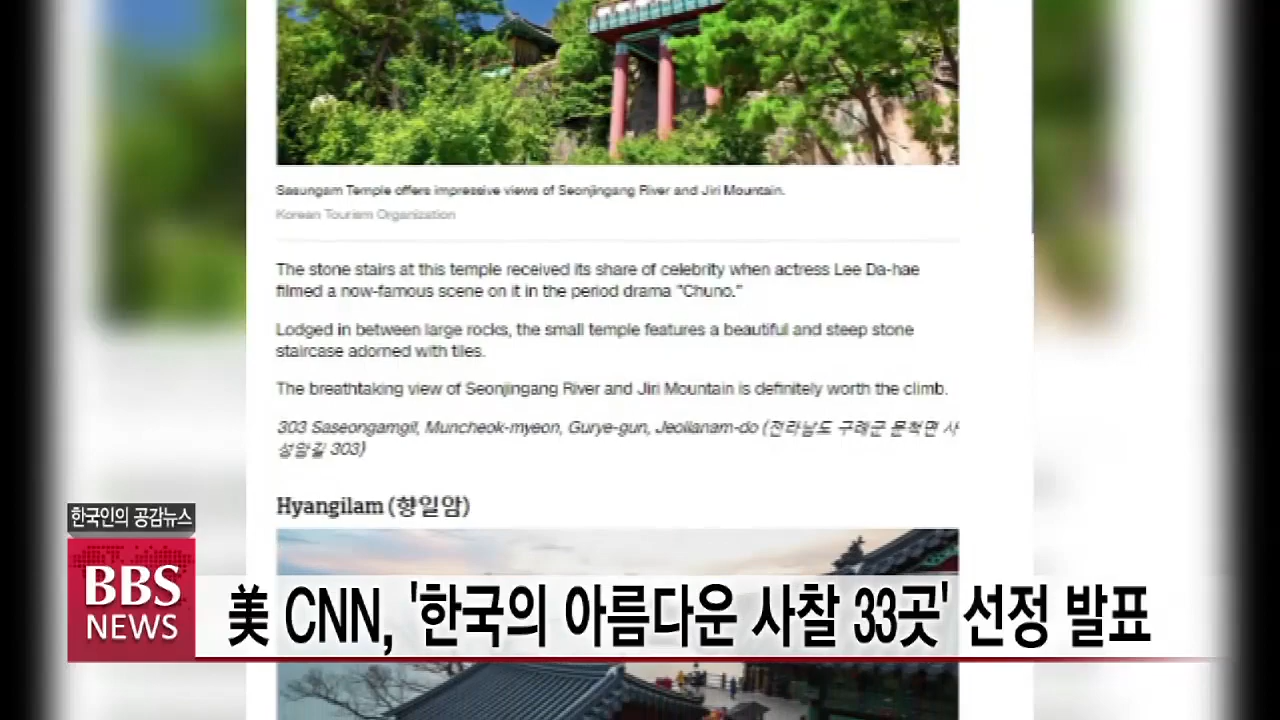 Sasungam Temple offers impressive views of Seonjingang River and Jiri Mountain.
Korean Tourism Organization
The stone stairs at this temple received its share of celebrity when actress Lee Da-hae
filmed a now-famous scene on it in the period drama "Chuno."
Lodged in between large rocks, the small temple features a beautiful and steep stone
staircase adorned with tiles.
The breathtaking view of Seonjingang River and Jiri Mountain is definitely worth the climb.
303 Saseongamgil, Muncheok-myeon, Gurye-gun, Jeollanam-do (전라남도 구례군 문척면 사
성암길 303)
Hyangilam (향일암)
한국인의 공감뉴스
BBS
NEWS
美 CNN, '한국의 아름다운 사찰 33곳' 선정 발표